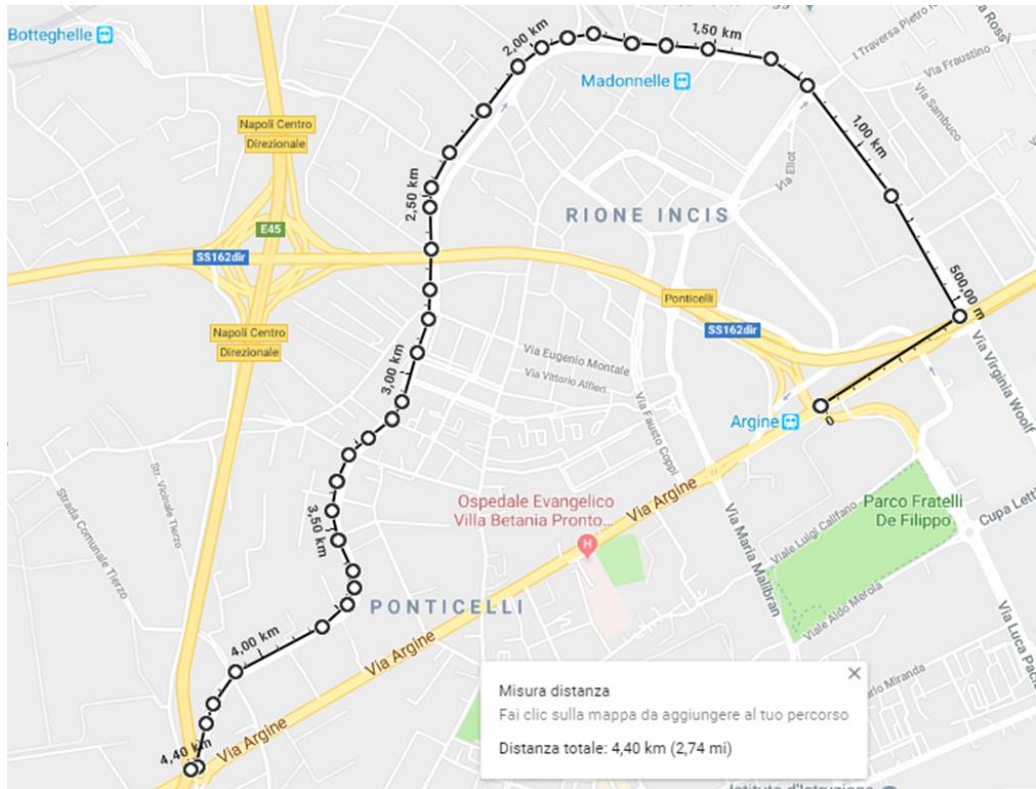 Botteghelle
2,00 km
1,50 km
I Traversa Pietro
Via Faustino
Via Sambuco
Madonnelle
Napoli Centro
Direzionale
1,00 km
Via Eliot
2,50 km
RIONE INCIS
E45
SS162dir
Ponticelli
500,00 m
SS162dir
Napoli Centro
Direzionale
Via Eugenio Montale
Via Vittorio Alfieri
3,00 km
Via Virginia Woolf
Via Fausto Coppi
Argine
0
Str. Vicinale Tierzo
Strada Comunale Tierzo
Ospedale Evangelico
Villa Betania Pronto...
H
Via Argine
Parco Fratelli
De Filippo
Viale Luigi Califano
Cupa
3,50 km
Via Maria Malibran
Viale Aldo Merola
PONTICELLI
Via Luca
4,00 km
Via Argine
Miranda
Misura distanza
Fai clic sulla mappa da aggiungere al tuo percorso
Distanza totale: 4,40 km (2,74 mi)
Via Argine
4,40 km